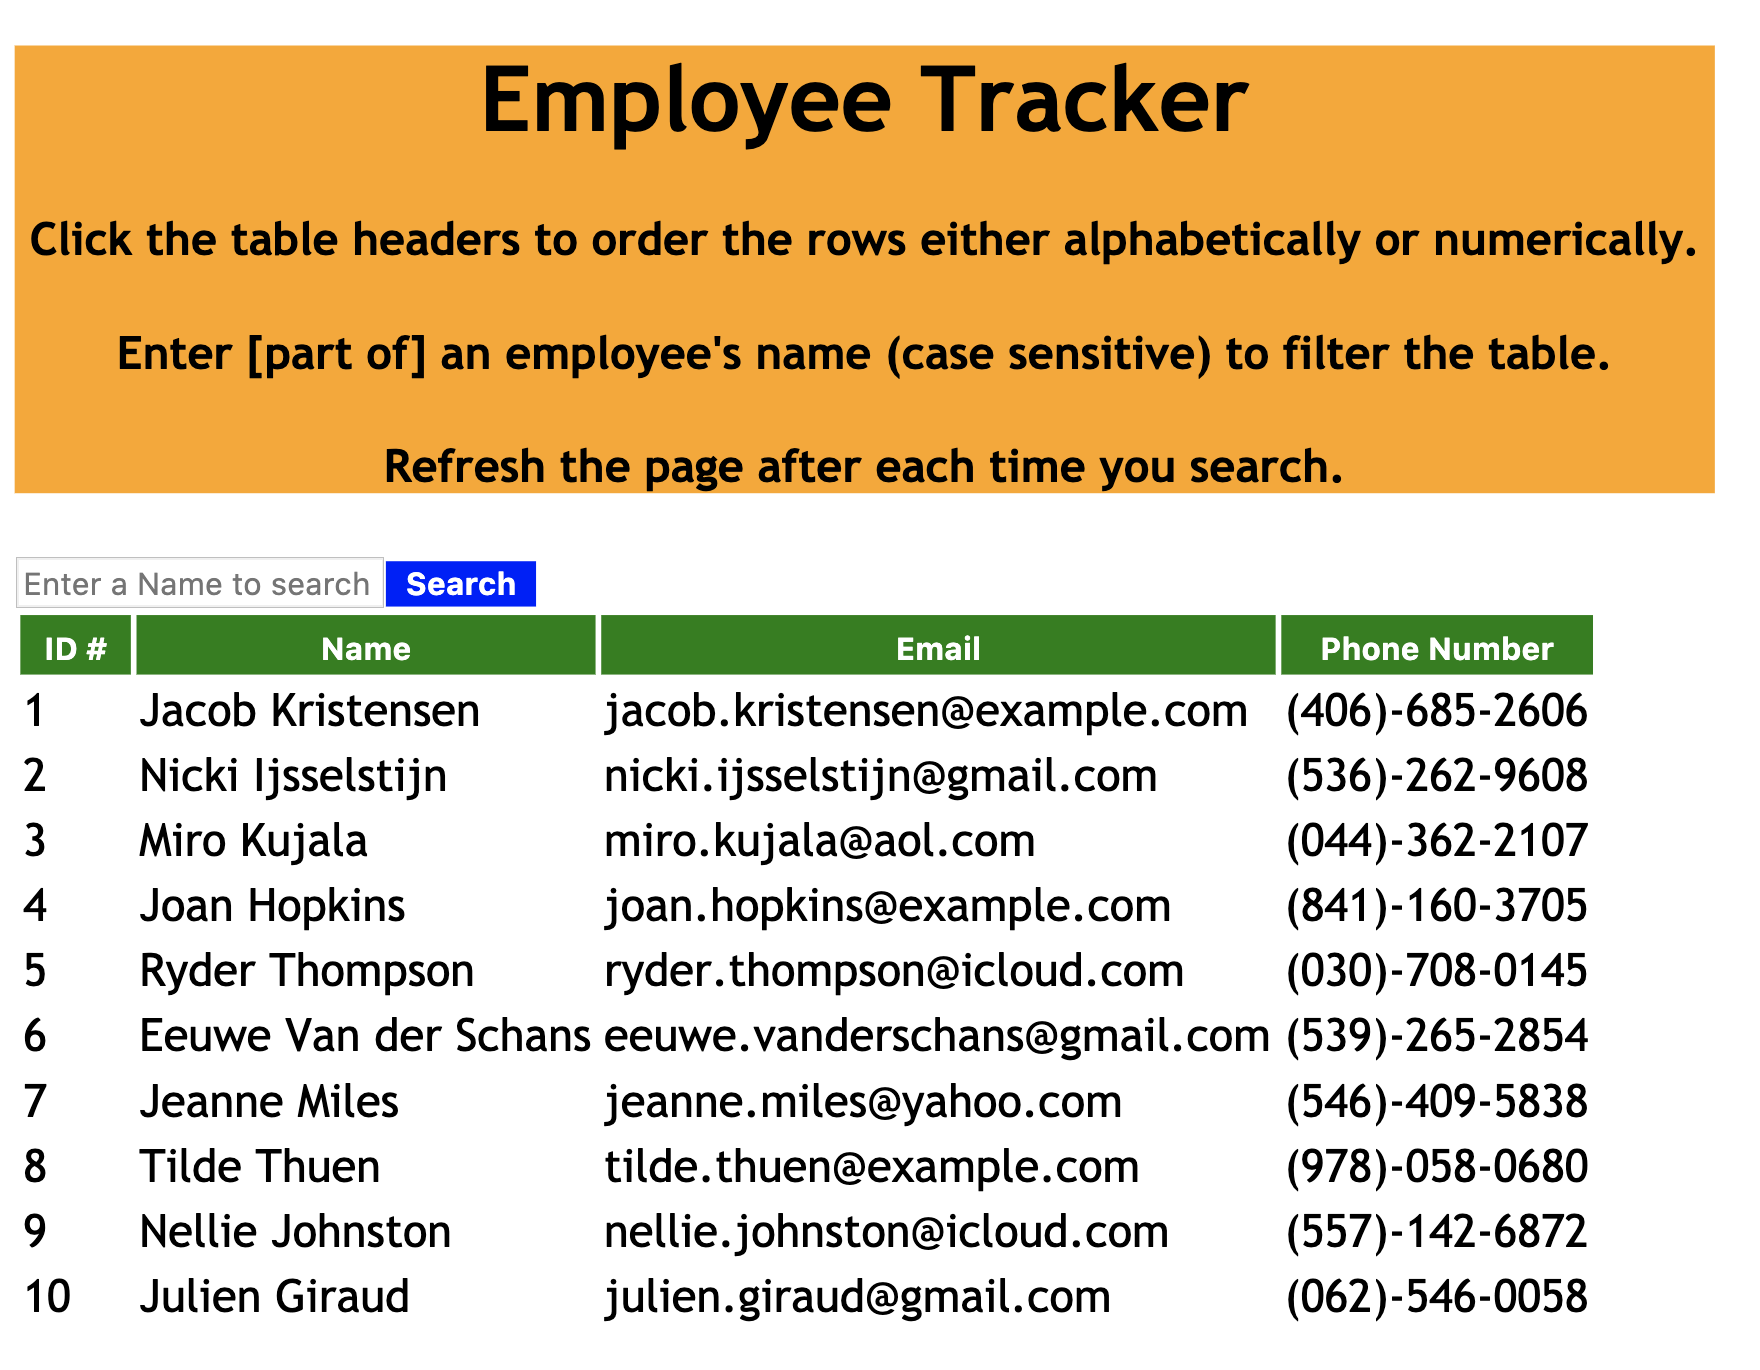 Employee Tracker
Click the table headers to order the rows either alphabetically or numerically.
Enter [part of] an employee's name (case sensitive) to filter the table.
Refresh the page after each time you search.
Enter a Name to search Search
ID # Name Email Phone Number
1 Jacob Kristensen jacob.kristensen@example.com (406)-685-2606
2 Nicki Ijsselstijn nicki.ijsselstijn@gmail.com (536)-262-9608
3 Miro Kujala miro.kujala@aol.com (044)-362-2107
4 Joan Hopkins joan.hopkins@example.com (841)-160-3705
5 Ryder Thompson ryder.thompson@icloud.com (030)-708-0145
6 Eeuwe Van der Schans eeuwe.vanderschans@gmail.com (539)-265-2854
7 Jeanne Miles jeanne.miles@yahoo.com (546)-409-5838
8 Tilde Thuen tilde.thuen@example.com (978)-058-0680
9 Nellie Johnston nellie.johnston@icloud.com (557)-142-6872
10 Julien Giraud julien.giraud@gmail.com (062)-546-0058